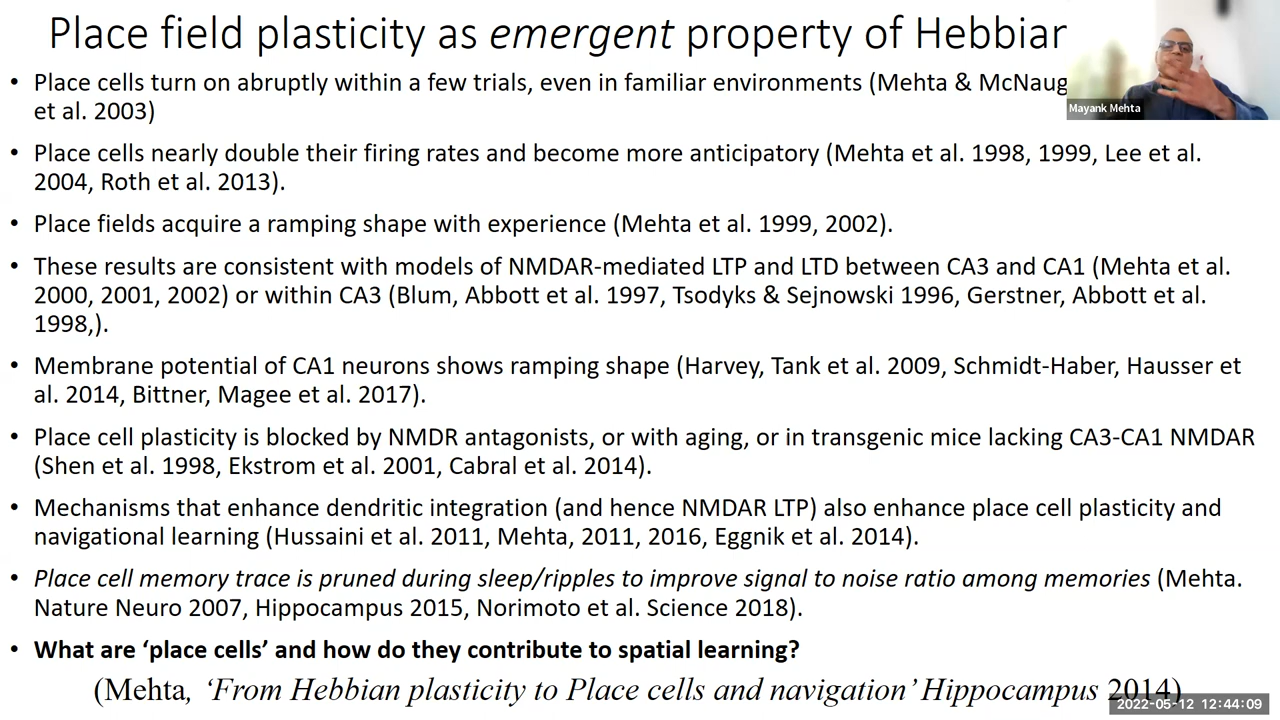 Place field plasticity as emergent property of Hebbian
• Place cells turn on abruptly within a few trials, even in familiar environments (Mehta & McNaug
et al. 2003)
Mayank Mehta
• Place cells nearly double their firing rates and become more anticipatory (Mehta et al. 1998, 1999, Lee et al.
2004, Roth et al. 2013).
• Place fields acquire a ramping shape with experience (Mehta et al. 1999, 2002).
• These results are consistent with models of NMDAR-mediated LTP and LTD between CA3 and CA1 (Mehta et al.
2000, 2001, 2002) or within CA3 (Blum, Abbott et al. 1997, Tsodyks & Sejnowski 1996, Gerstner, Abbott et al.
1998,).
• Membrane potential of CA1 neurons shows ramping shape (Harvey, Tank et al. 2009, Schmidt-Haber, Hausser et
al. 2014, Bittner, Magee et al. 2017).
• Place cell plasticity is blocked by NMDR antagonists, or with aging, or in transgenic mice lacking CA3-CA1 NMDAR
(Shen et al. 1998, Ekstrom et al. 2001, Cabral et al. 2014).
• Mechanisms that enhance dendritic integration (and hence NMDAR LTP) also enhance place cell plasticity and
navigational learning (Hussaini et al. 2011, Mehta, 2011, 2016, Eggnik et al. 2014).
• Place cell memory trace is pruned during sleep/ripples to improve signal to noise ratio among memories (Mehta.
Nature Neuro 2007, Hippocampus 2015, Norimoto et al. Science 2018).
• What are ‘place cells’ and how do they contribute to spatial learning?
(Mehta, ‘From Hebbian plasticity to Place cells and navigation’ Hippocampus 2014)
2022-05-12 12:44:09